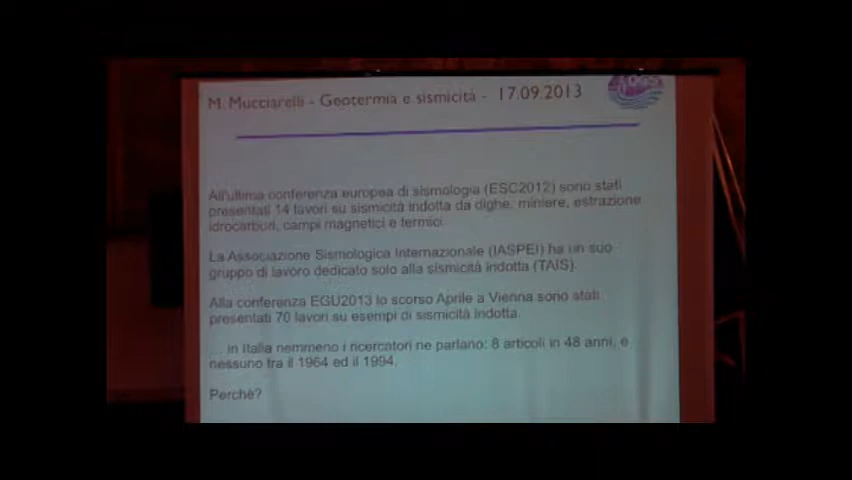 M. Mucciarelli - Geotermia e sismicità - 17.09.2013
OGS
All'ultima conferenza europea di sismologia (ESC2012) sono stati
presentati 14 lavori su sismicità indotta da dighe, miniere, estrazione
idrocarburi, campi magnetici e termici.
La Associazione Sismologica Internazionale (IASPEI) ha un suo
gruppo di lavoro dedicato solo alla sismicità indotta (TAIS).
Alla conferenza EGU2013 lo scorso Aprile a Vienna sono stati
presentati 70 lavori su esempi di sismicità indotta.
... in Italia nemmeno i ricercatori ne parlano: 8 articoli in 48 anni, e
nessuno tra il 1964 ed il 1994.
Perchè?